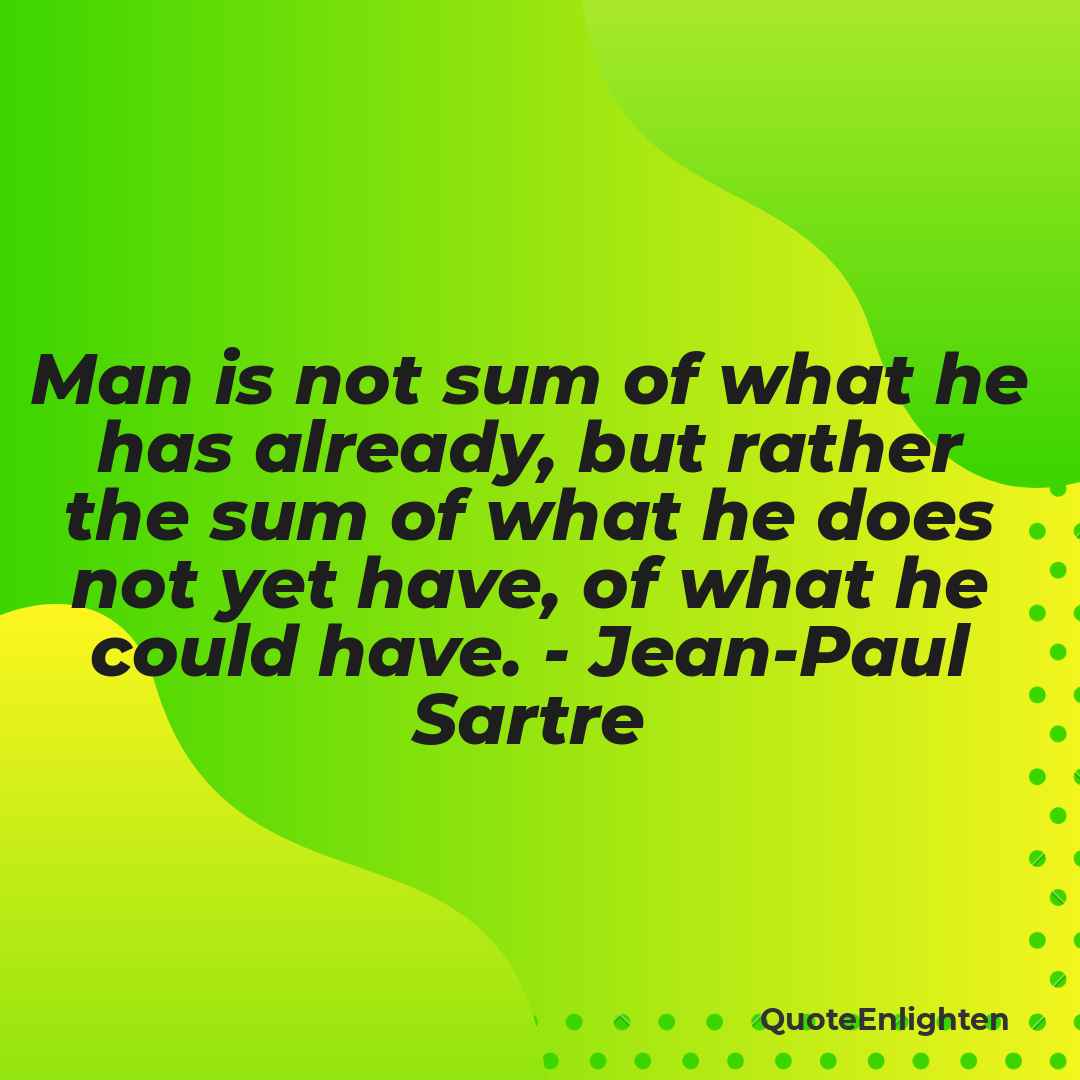 Man is not sum of what he
has already, but rather
the sum of what he does
not yet have, of what he
could have. - Jean-Paul
Sartre
QuoteEnlighten